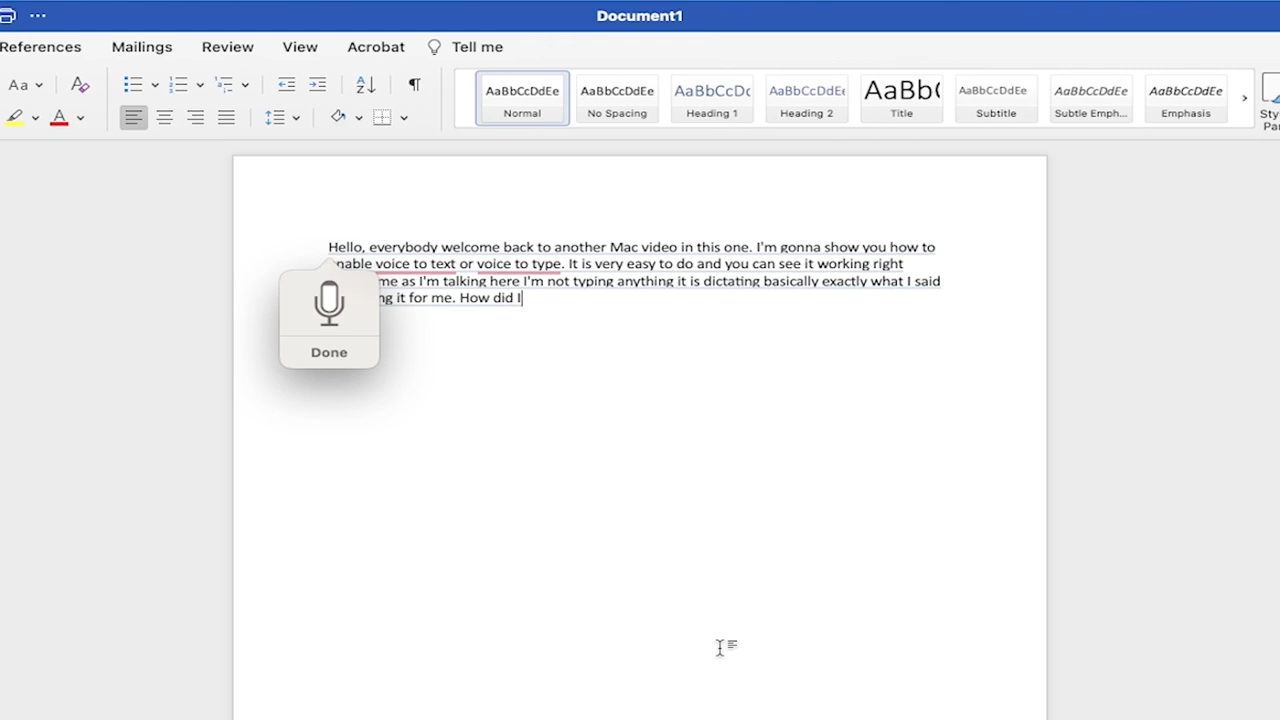 Document1
References Mailings Review View Acrobat Tell me
Aa
AaBbCcDdEe AaBbCcDdEe AaBbCcDc AaBbCcDdEe AaBbC AaBbCcDdEe AaBbCcDdEe AaBbCcDdEe
Normal No Spacing Heading 1 Heading 2 Title Subtitle Subtle Emph... Emphasis
Hello, everybody welcome back to another Mac video in this one. I'm gonna show you how to
voice to text or voice to type. It is very easy to do and you can see it working right
me as I'm talking here I'm not typing anything it is dictating basically exactly what I said
it for me. How did I
Done